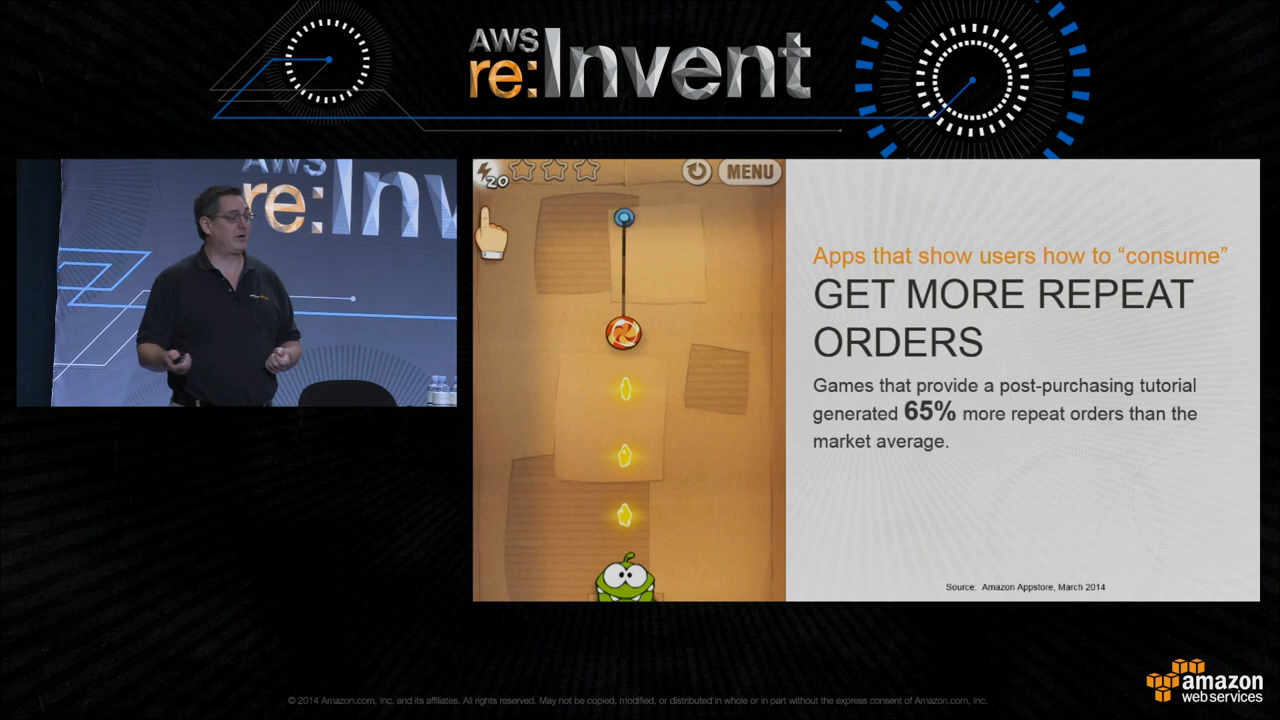 AWS
re:Invent
AWS
re:Inv
20
MENU
Apps that show users how to “consume”
GET MORE REPEAT
ORDERS
Games that provide a post-purchasing tutorial
generated 65% more repeat orders than the
market average.
Source: Amazon Appstore, March 2014
amazon
web services
© 2014 Amazon.com, Inc. and its affiliates. All rights reserved. May not be copied, modified, or distributed in whole or in part without the express consent of Amazon.com, Inc.